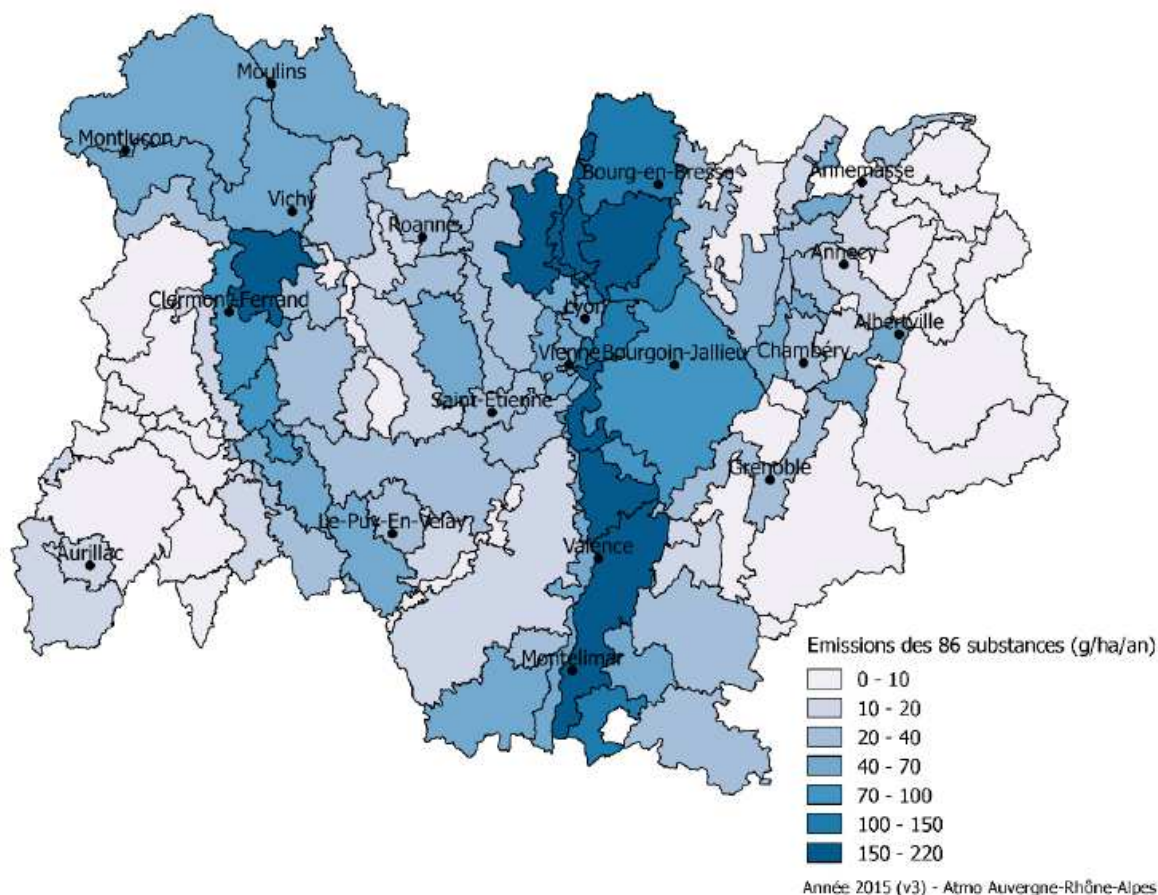 Moulins
Montluçon
Bourg-en-Bresse
Annemasse
Vichy
Roanne
Annecy
Clermont-Ferrand
Lyon
Albertville
Vienne
Bourgoin-Jallieu
Chambéry
Saint-Etienne
Grenoble
Le-Puy-En-Velay
Aurillac
Valence
Montélimar
Emissions des 86 substances (g/ha/an)
0 - 10
10 - 20
20 - 40
40 - 70
70 - 100
100 - 150
150 - 220
Année 2015 (v3) - Atmo Auvergne-Rhône-Alpes